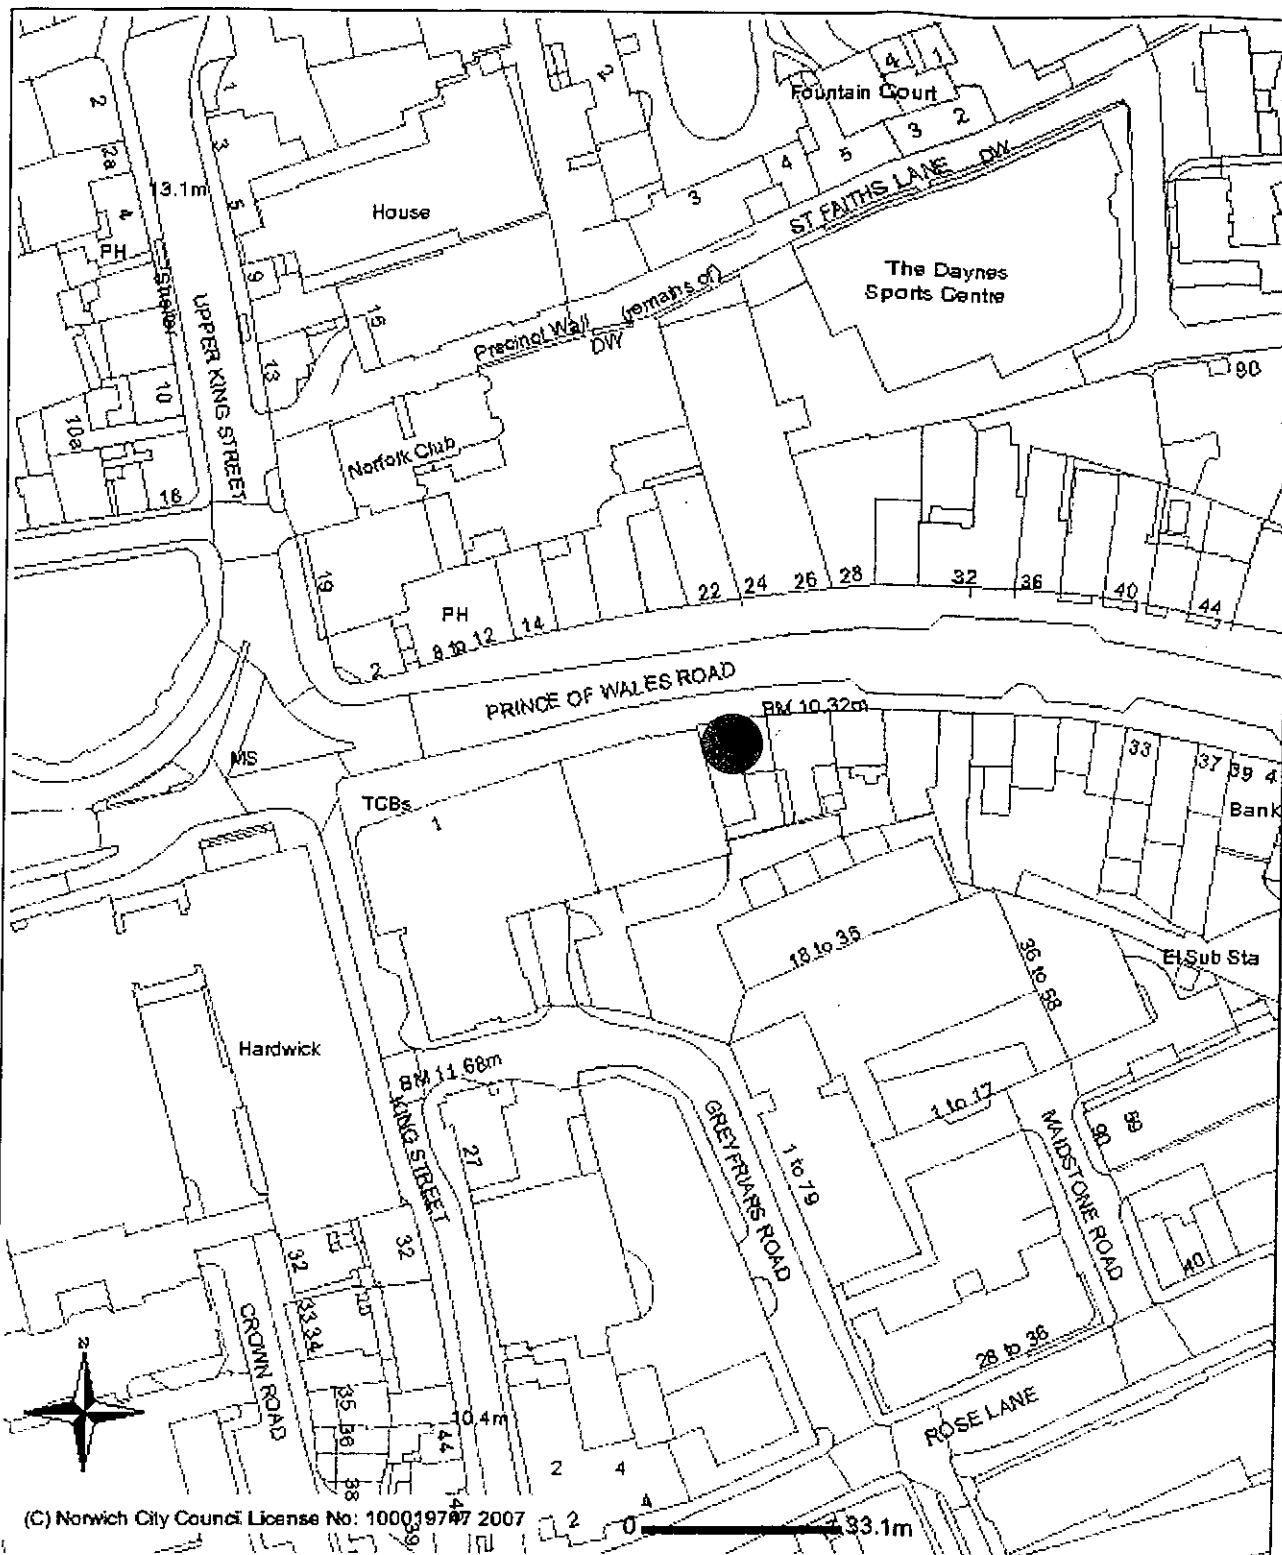 2
1
4
1
2
Fountain Court
2a
3
3
2
4
5
ST FAITHS LANE
DW
13.1m
5
House
3
4
PH
Shelter
9
The Daynes
Sports Centre
UPPER KING STREET
15
Precinct Wall (remains of)
DW
13
90
10
10a
Norfolk Club
16
19
PH
8 to 12
14
22
24
26
28
32
36
40
44
2
PRINCE OF WALES ROAD
BM 10.32m
MS
33
37
39
4
TCBs
1
Bank
18 to 35
36 to 58
El Sub Sta
Hardwick
BM 11.68m
KING STREET
27
GREYFRIARS ROAD
1 to 17
MAIDSTONE ROAD
90
59
1 to 79
32
32
40
33 34
CROWN ROAD
28 to 36
35
36
10.4m
44
ROSE LANE
2
4
38
4
2
39
(C) Norwich City Council License No: 100019747 2007
0
33.1m